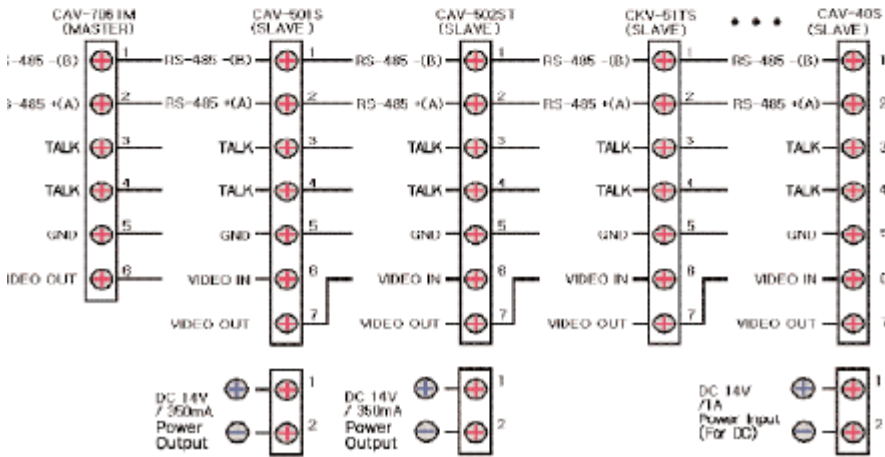 CAV-706TM CAV-501S CAV-502ST CKV-51TS CAV-40S
(MASTER) (SLAVE) (SLAVE) (SLAVE) (SLAVE)
S-485 -(B) 1 RS-485 -(B) 1 RS-485 -(B) 1 RS-485 -(B) 1 RS-485 -(B) 1
S-485 +(A) 2 RS-485 +(A) 2 RS-485 +(A) 2 RS-485 +(A) 2 RS-485 +(A) 2
TALK 3 TALK 3 TALK 3 TALK 3 TALK 3
TALK 4 TALK 4 TALK 4 TALK 4 TALK 4
GND 5 GND 5 GND 5 GND 5 GND 5
IDEO OUT 6 VIDEO IN 6 VIDEO IN 6 VIDEO IN 6 VIDEO IN
VIDEO OUT 7 VIDEO OUT 7 VIDEO OUT 7 VIDEO OUT
DC 14V 1 DC 14V 1 DC 14V 1
/ 350mA / 350mA /1A
Power 2 Power 2 Power Input 2
Output Output (For DC)